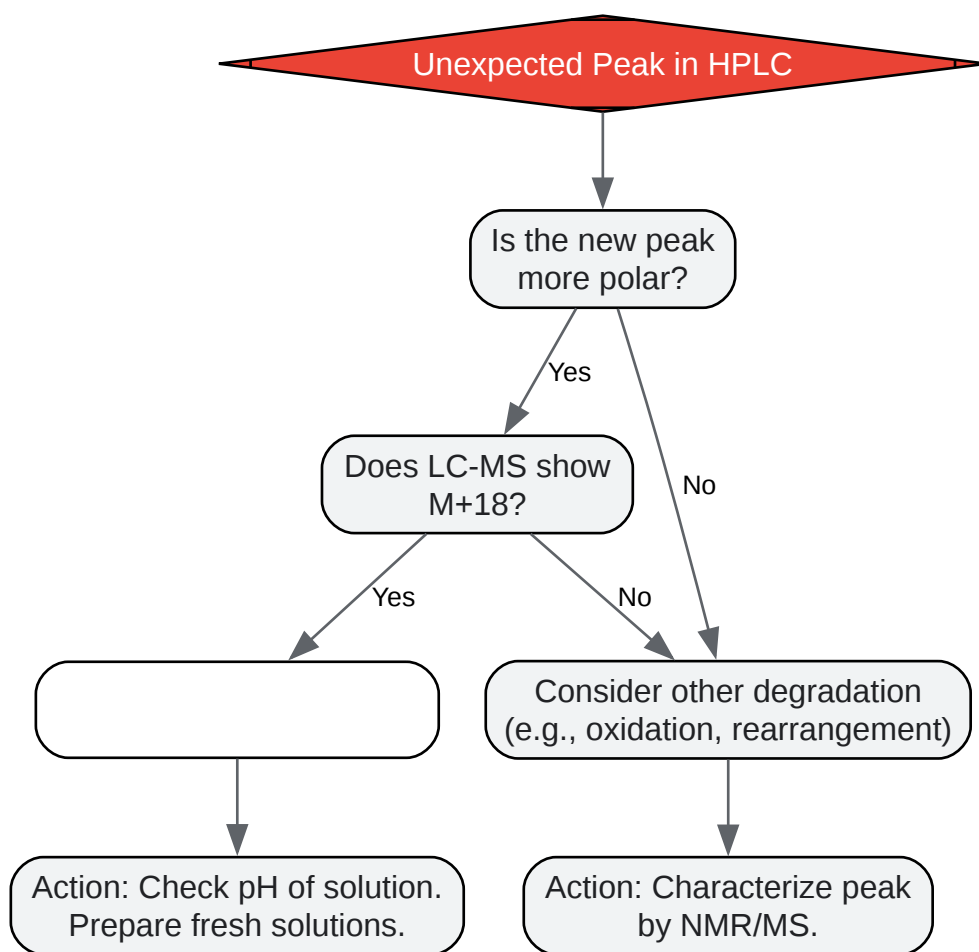 Unexpected Peak in HPLC
Is the new peak
more polar?
Yes
Does LC-MS show
M+18?
No
Yes
No
Consider other degradation
(e.g., oxidation, rearrangement)
Action: Check pH of solution.
Prepare fresh solutions.
Action: Characterize peak
by NMR/MS.